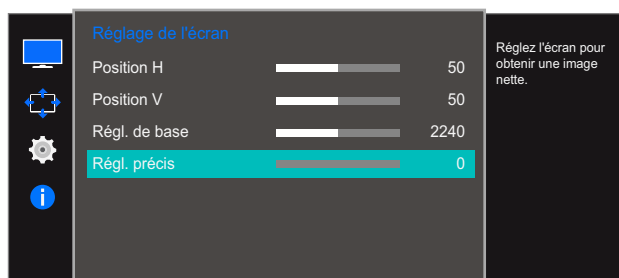 Réglage de l'écran
Position H 50
Position V 50
Régl. de base 2240
Régl. précis 0
Réglez l'écran pour
obtenir une image
nette.